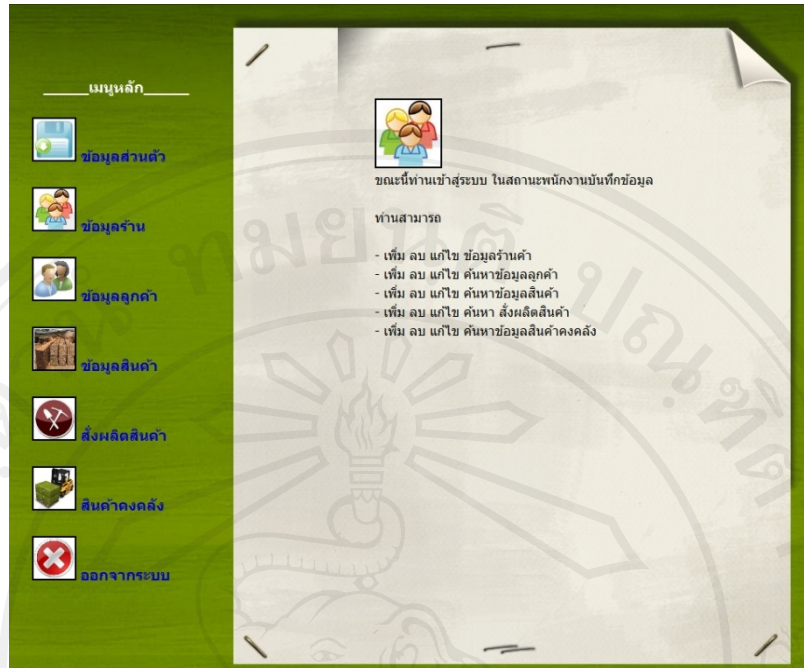 _____เมนูหลัก_____
ข้อมูลส่วนตัว
ข้อมูลร้าน
ข้อมูลลูกค้า
ข้อมูลสินค้า
สั่งผลิตสินค้า
สินค้าคงคลัง
ออกจากระบบ
ขณะนี้ท่านเข้าสู่ระบบ ในสถานะพนักงานบันทึกข้อมูล
ท่านสามารถ
- เพิ่ม ลบ แก้ไข ข้อมูลร้านค้า
- เพิ่ม ลบ แก้ไข ค้นหาข้อมูลลูกค้า
- เพิ่ม ลบ แก้ไข ค้นหาข้อมูลสินค้า
- เพิ่ม ลบ แก้ไข ค้นหา สั่งผลิตสินค้า
- เพิ่ม ลบ แก้ไข ค้นหาข้อมูลสินค้าคงคลัง